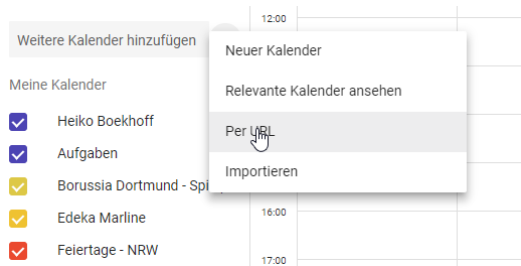 12:00
Weitere Kalender hinzufügen
Neuer Kalender
Meine Kalender
Relevante Kalender ansehen
Heiko Boekhoff
Per URL
Aufgaben
Borussia Dortmund - Spi
Importieren
Edeka Marline
16:00
Feiertage - NRW
17:00